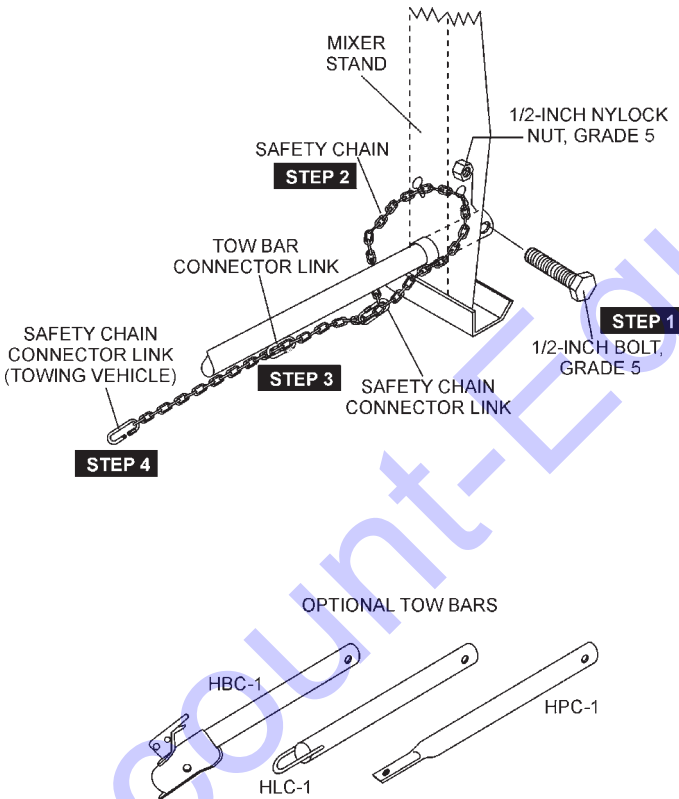 MIXER
STAND
1/2-INCH NYLOCK
NUT, GRADE 5
SAFETY CHAIN
STEP 2
TOW BAR
CONNECTOR LINK
STEP 1
1/2-INCH BOLT,
GRADE 5
SAFETY CHAIN
CONNECTOR LINK
(TOWING VEHICLE)
STEP 3
SAFETY CHAIN
CONNECTOR LINK
STEP 4
OPTIONAL TOW BARS
HBC-1
HPC-1
HLC-1
count-Equ